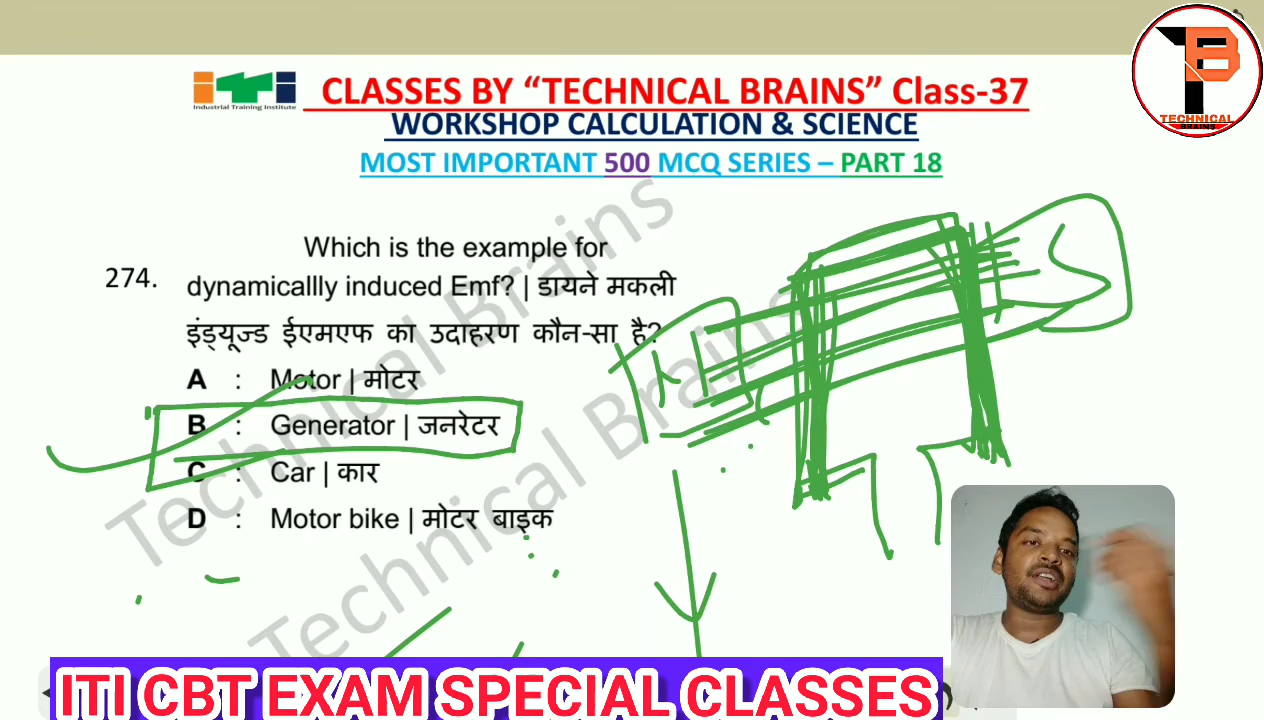 iti
Industrial Training Institute
CLASSES BY “TECHNICAL BRAINS” Class-37
WORKSHOP CALCULATION & SCIENCE
MOST IMPORTANT 500 MCQ SERIES – PART 18
TECHNICAL
BRAINS
274. Which is the example for
dynamicallly induced Emf? | डायने मकली
इंड्यूज्ड ईएमएफ का उदाहरण कौन-सा है?
A : Motor | मोटर
B : Generator | जनरेटर
C : Car | कार
D : Motor bike | मोटर बाइक
N S
Technical Brains
Technical Brains
ITI CBT EXAM SPECIAL CLASSES